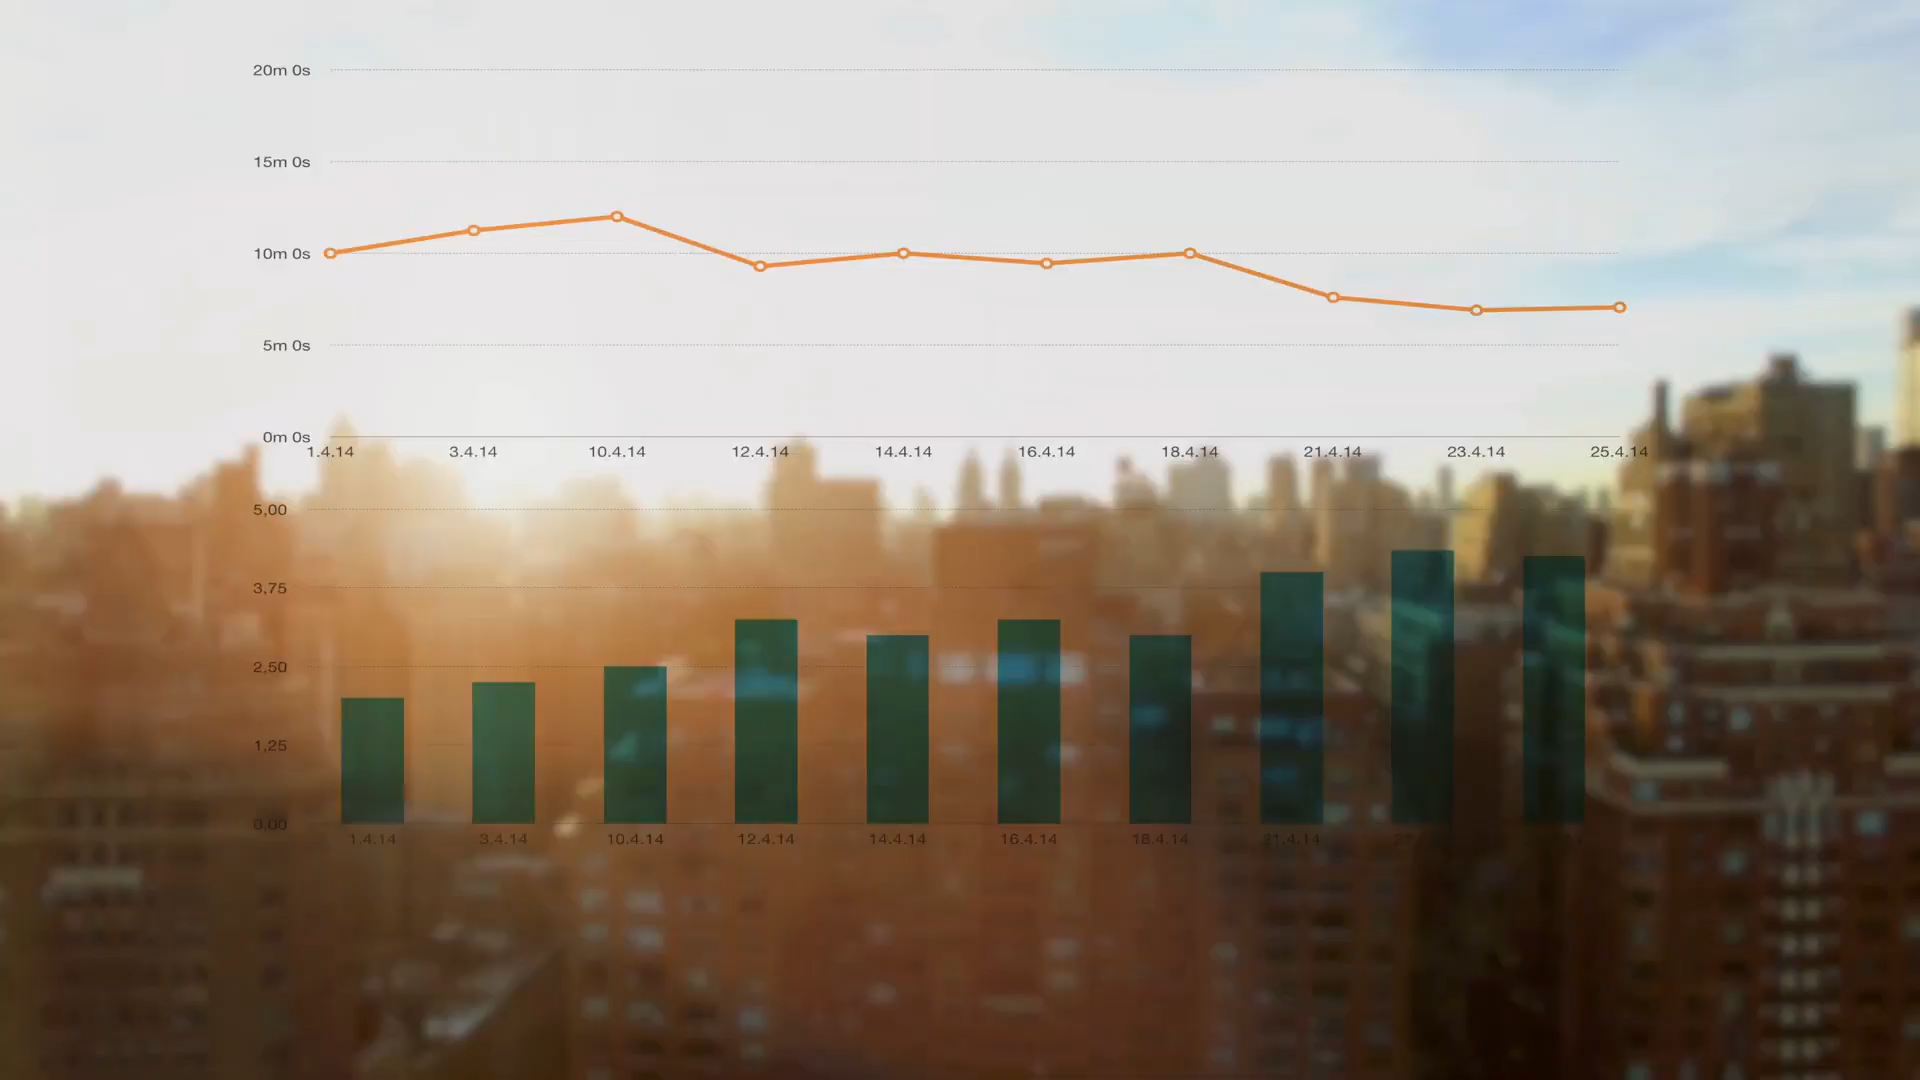 20m 0s
15m 0s
10m 0s
5m 0s
0m 0s
1.4.14 3.4.14 10.4.14 12.4.14 14.4.14 16.4.14 18.4.14 21.4.14 23.4.14 25.4.14
5,00
3,75
2,50
1,25
0,00
1.4.14 3.4.14 10.4.14 12.4.14 14.4.14 16.4.14 18.4.14 21.4.14